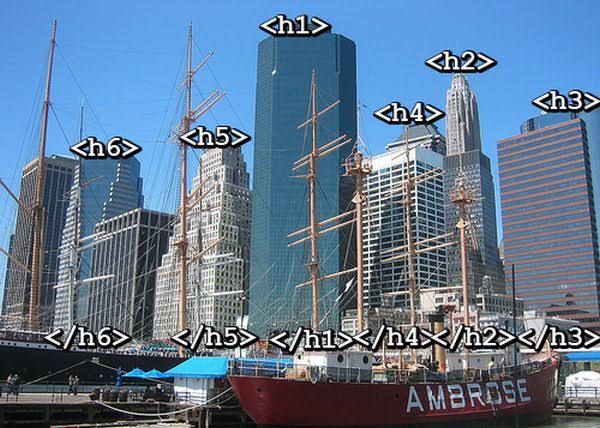 <h1>
<h2>
<h3>
<h4>
<h5>
<h6>
</h6> </h5> </h1> </h4> </h2> </h3>
AMBROSE